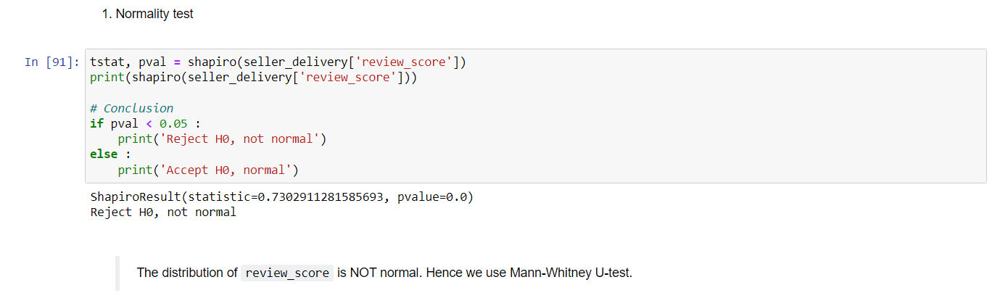 1. Normality test
In [91]: tstat, pval = shapiro(seller_delivery['review_score'])
print(shapiro(seller_delivery['review_score']))
# Conclusion
if pval < 0.05 :
    print('Reject H0, not normal')
else :
    print('Accept H0, normal')
ShapiroResult(statistic=0.7302911281585693, pvalue=0.0)
Reject H0, not normal
The distribution of review_score is NOT normal. Hence we use Mann-Whitney U-test.